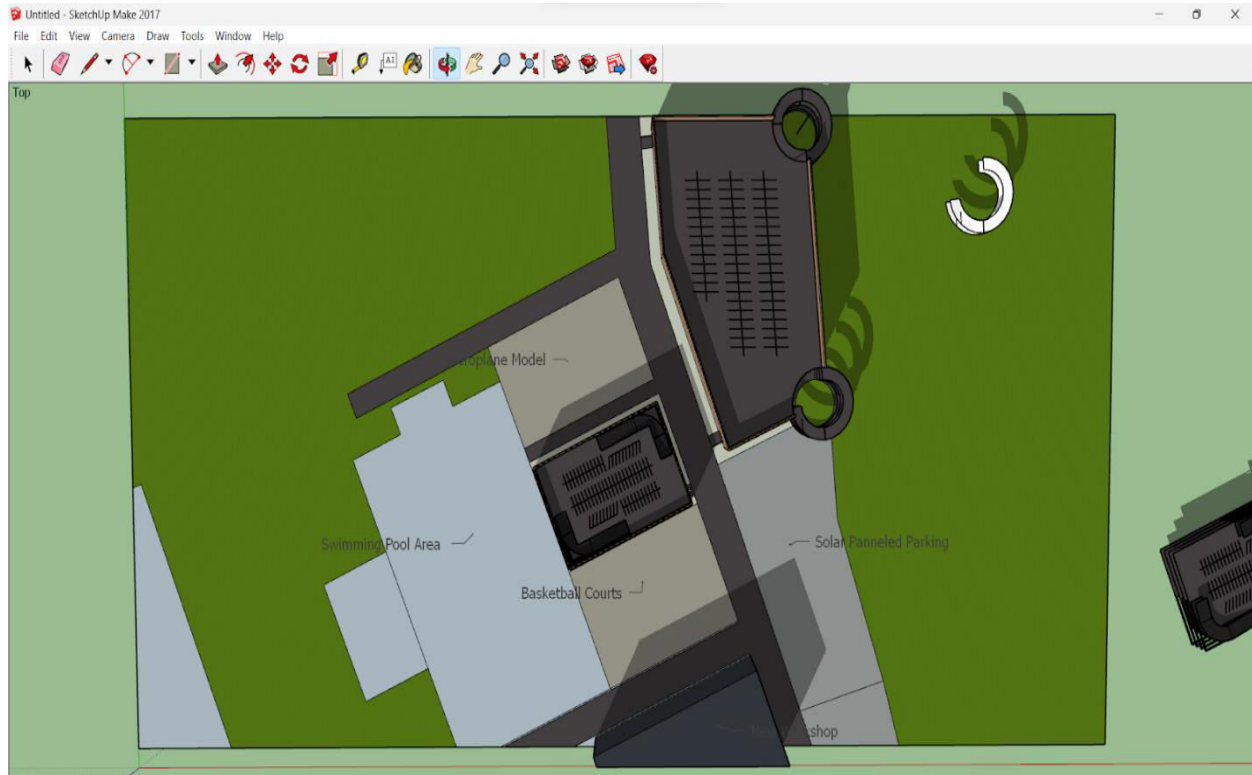 Untitled - SketchUp Make 2017
File Edit View Camera Draw Tools Window Help
A1
Top
Model
Swimming Pool Area
Basketball Courts
Solar Panneled Parking